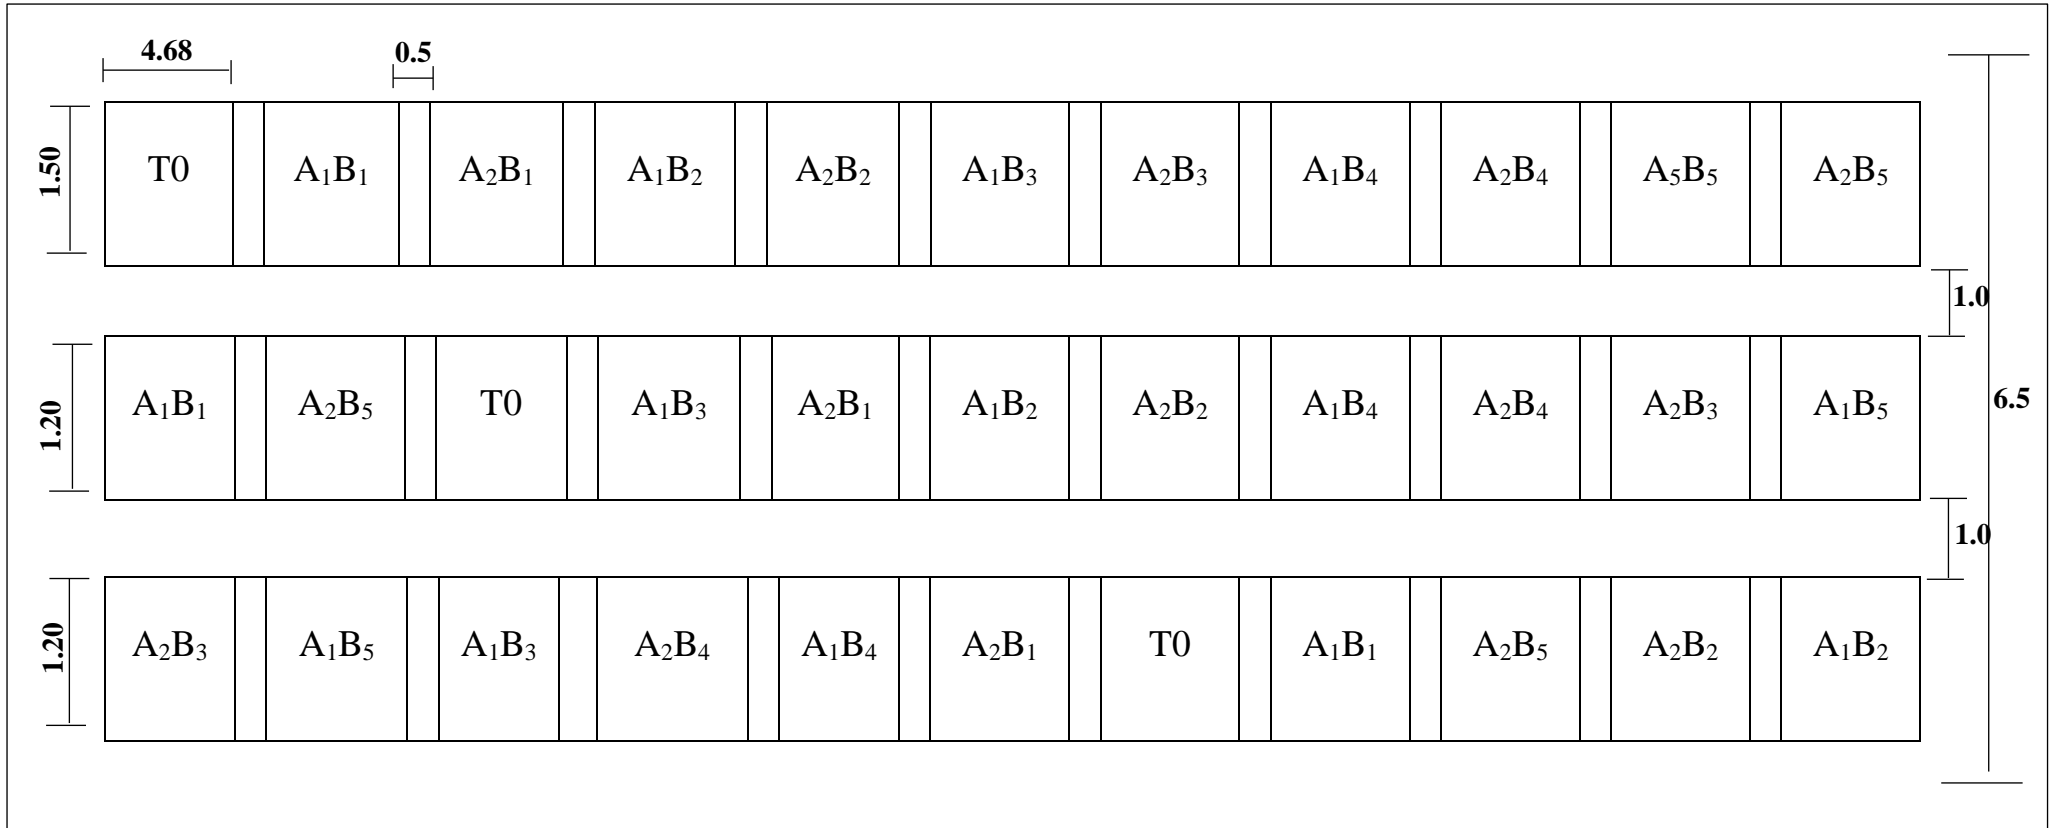 4.68 0.5
1.50 T0 A₁B₁ A₂B₁ A₁B₂ A₂B₂ A₁B₃ A₂B₃ A₁B₄ A₂B₄ A₅B₅ A₂B₅
1.0
1.20 A₁B₁ A₂B₅ T0 A₁B₃ A₂B₁ A₁B₂ A₂B₂ A₁B₄ A₂B₄ A₂B₃ A₁B₅ 6.5
1.0
1.20 A₂B₃ A₁B₅ A₁B₃ A₂B₄ A₁B₄ A₂B₁ T0 A₁B₁ A₂B₅ A₂B₂ A₁B₂